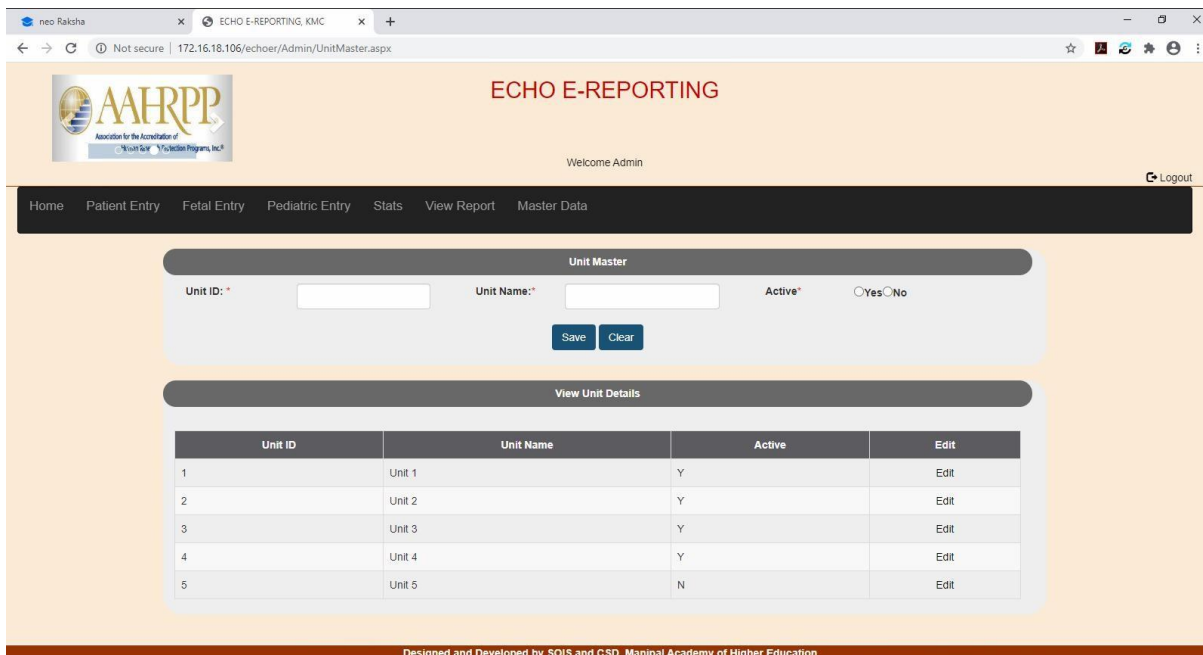 neo Raksha
ECHO E-REPORTING, KMC
Not secure | 172.16.18.106/echoer/Admin/UnitMaster.aspx
AAHRPP
Association for the Accreditation of
Protection Programs, Inc.®
ECHO E-REPORTING
Welcome Admin
Logout
Home Patient Entry Fetal Entry Pediatric Entry Stats View Report Master Data
Unit Master
Unit ID: * Unit Name:* Active* Yes No
Save Clear
View Unit Details
Unit ID Unit Name Active Edit
1 Unit 1 Y Edit
2 Unit 2 Y Edit
3 Unit 3 Y Edit
4 Unit 4 Y Edit
5 Unit 5 N Edit
Designed and Developed by SOIS and CSD, Manipal Academy of Higher Education